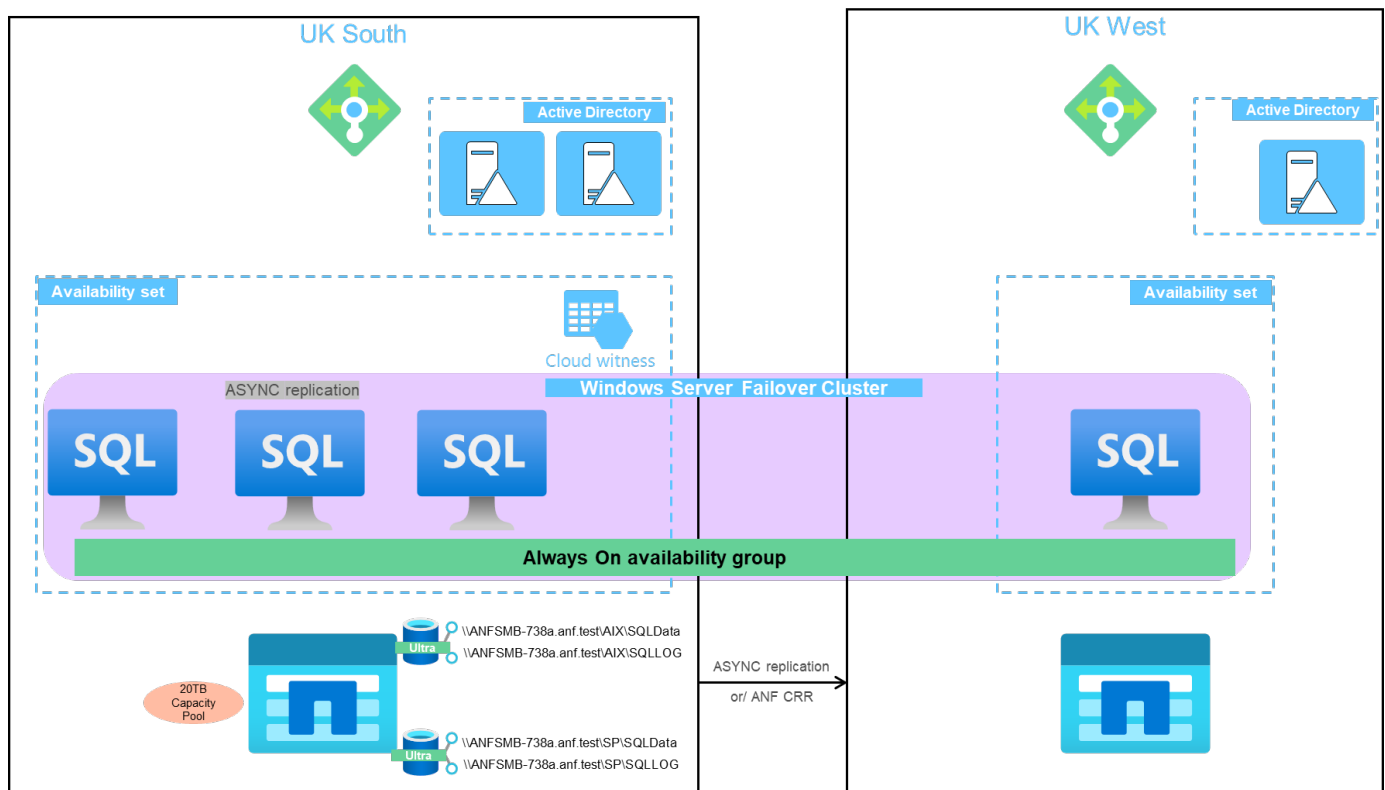 UK South
UK West
Active Directory
Active Directory
Availability set
Availability set
Cloud witness
Windows Server Failover Cluster
ASYNC replication
SQL
SQL
SQL
SQL
Always On availability group
\\ANFSMB-738a.anf.test\AIX\SQLData
Ultra
\\ANFSMB-738a.anf.test\AIX\SQLLOG
ASYNC replication
or/ ANF CRR
20TB
Capacity
Pool
\\ANFSMB-738a.anf.test\SP\SQLData
Ultra
\\ANFSMB-738a.anf.test\SP\SQLLOG